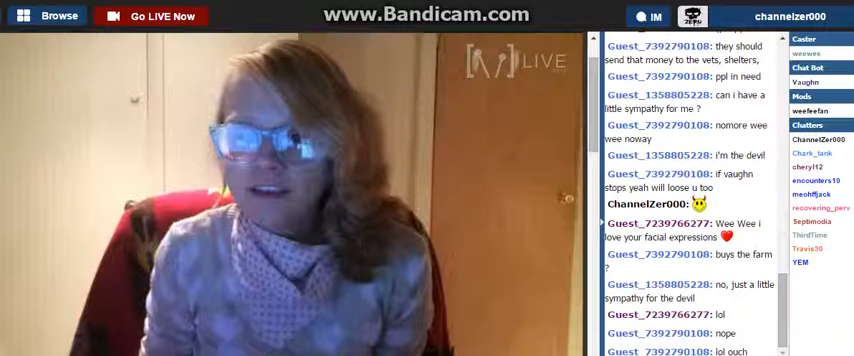 www.Bandicam.com
Browse
Go LIVE Now
IM
ZERO
channelzer000
LIVE
BETA
Guest_7392790108: they should
send that money to the vets, shelters,
Guest_7392790108: ppl in need
Guest_1358805228: can i have a
little sympathy for me ?
Guest_7392790108: nomore wee
wee noway
Guest_1358805228: i'm the devil
Guest_7392790108: if vaughn
stops yeah will loose u too
ChannelZer000:
Guest_7239766277: Wee Wee i
love your facial expressions
Guest_7392790108: buys the farm
?
Guest_1358805228: no, just a little
sympathy for the devil
Guest_7239766277: lol
Guest_7392790108: nope
Guest_7392790108: lol ouch
Caster
weewee
Chat Bot
Vaughn
Mods
weefeefan
Chatters
ChannelZer000
Chark_tank
cheryl12
encounters10
meohffjack
recovering_perv
Septimodia
ThirdTime
Travis30
YEM